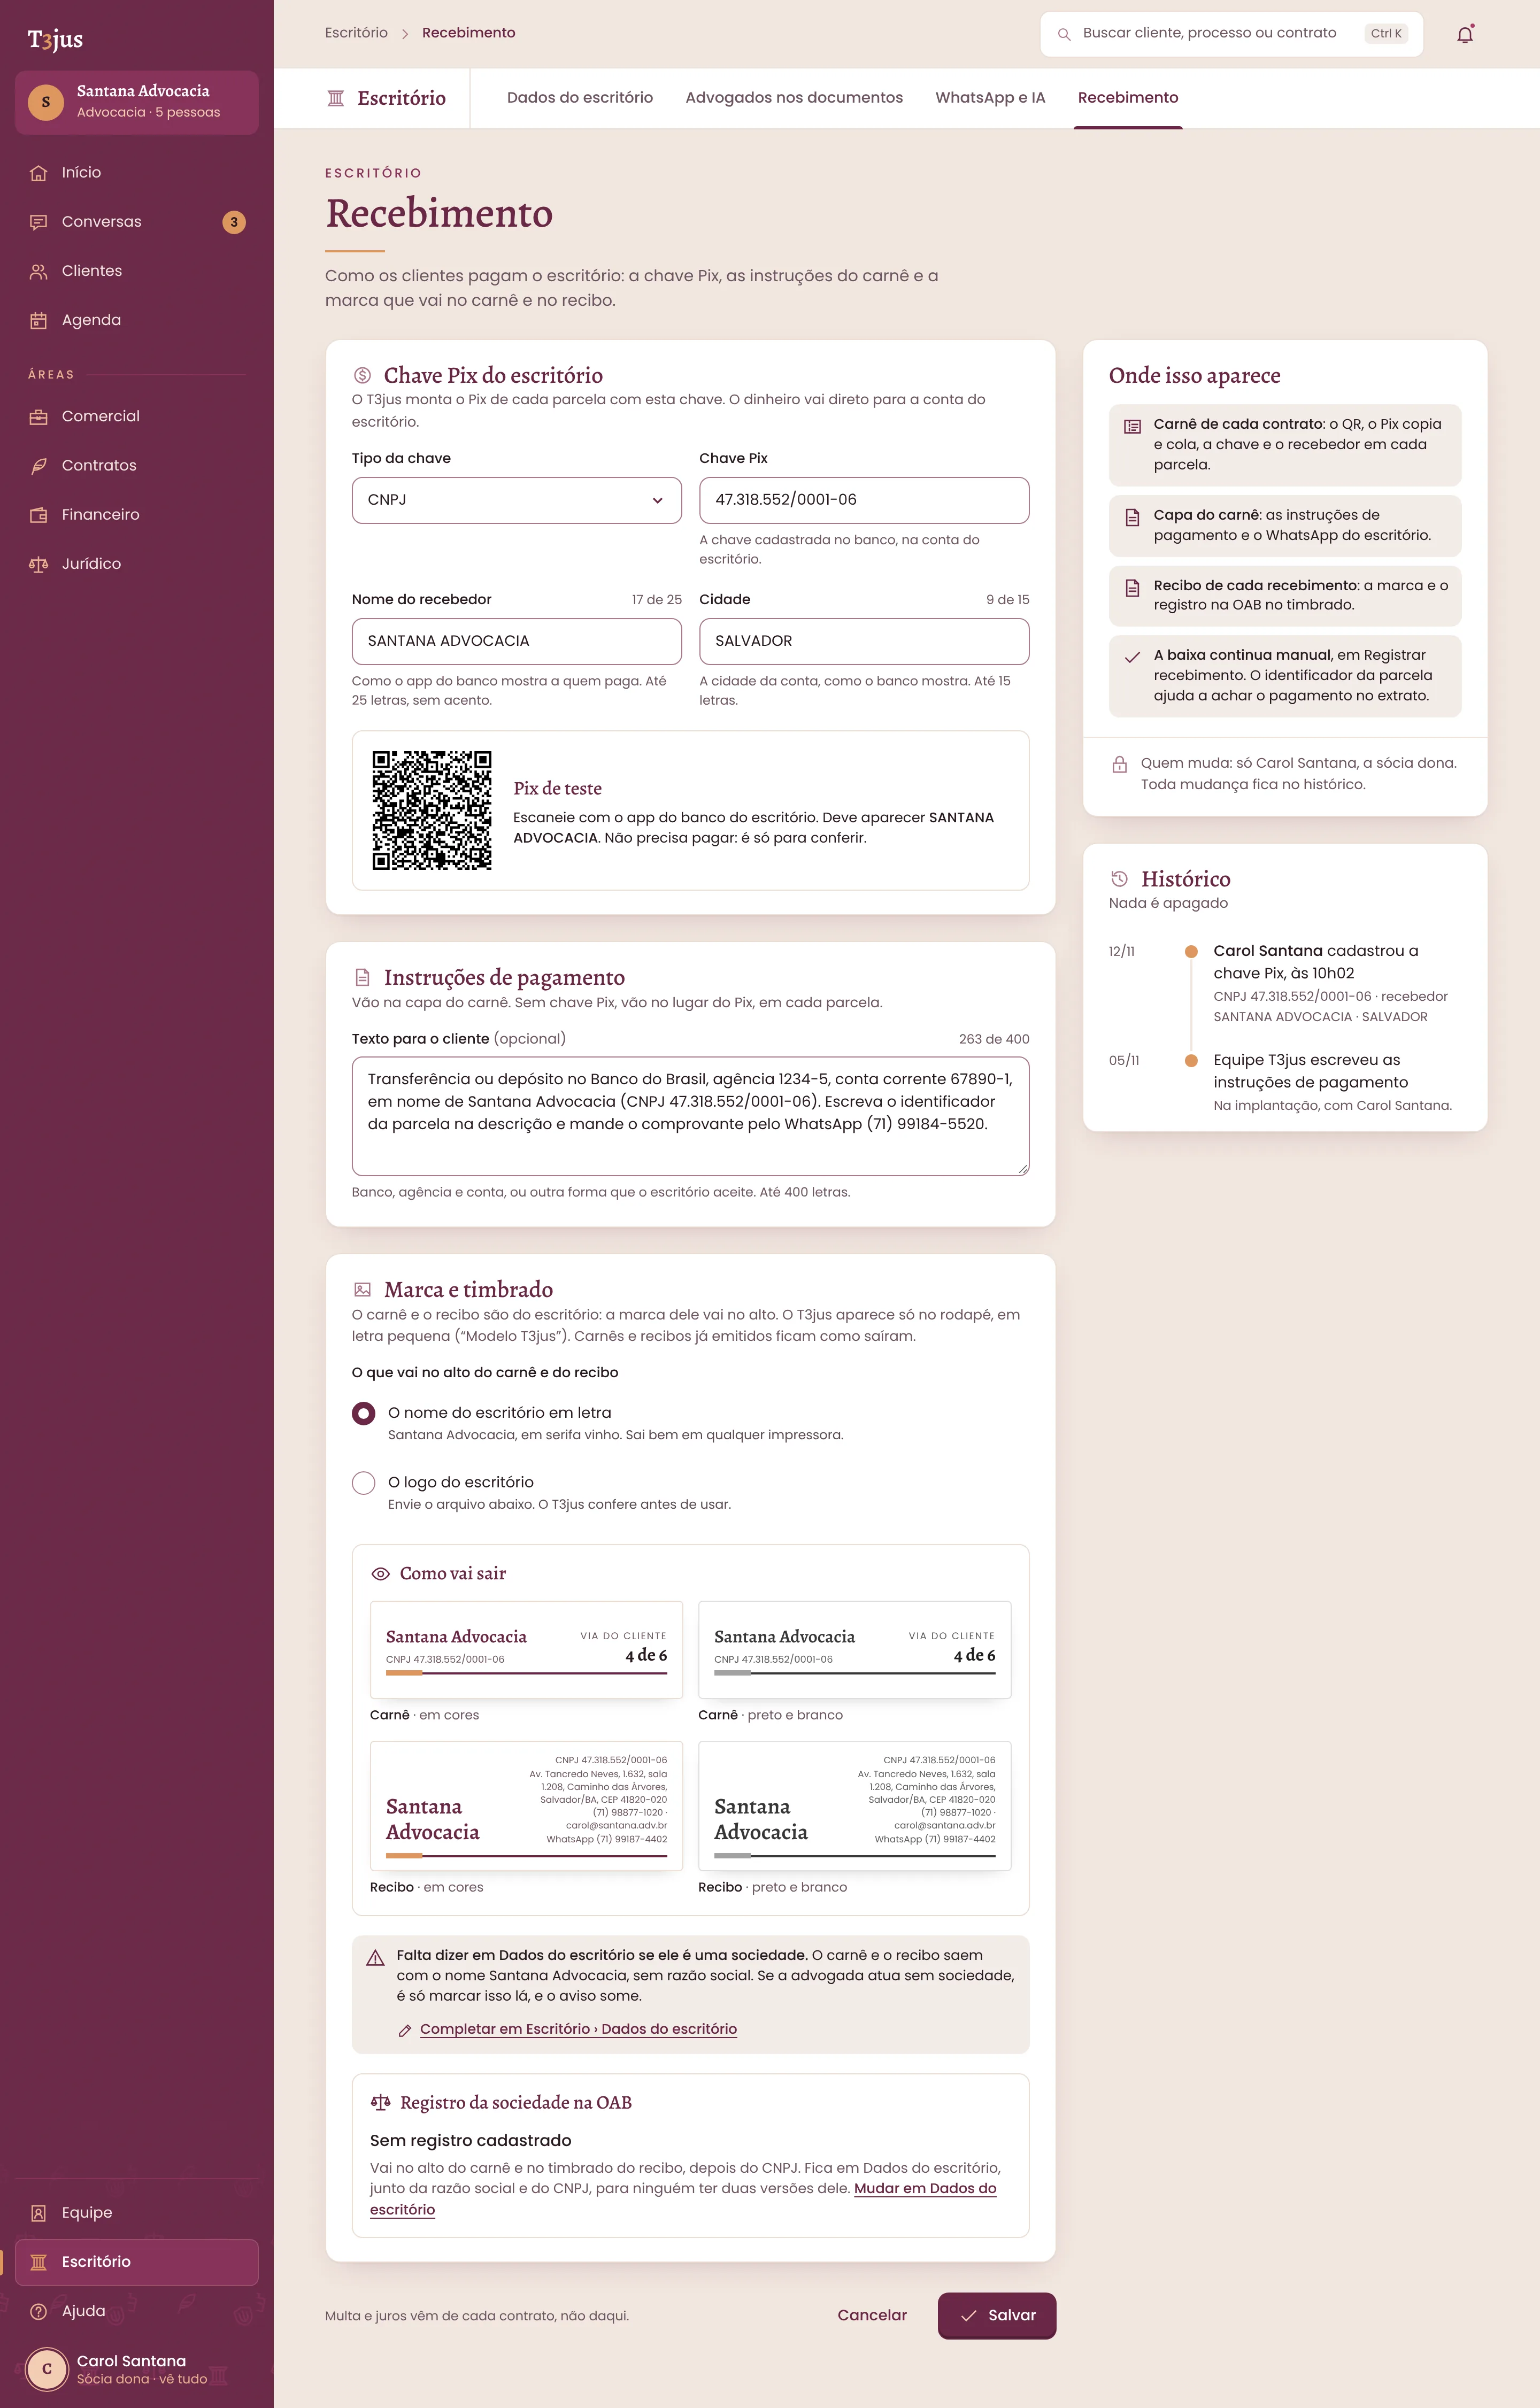 T3jus
S
Santana Advocacia
Advocacia · 5 pessoas
Início
Conversas
3
Clientes
Agenda
ÁREAS
Comercial
Contratos
Financeiro
Jurídico
Equipe
Escritório
Ajuda
C
Carol Santana
Sócia dona · vê tudo
Escritório
Recebimento
Buscar cliente, processo ou contrato
Ctrl K
Escritório
Dados do escritório
Advogados nos documentos
WhatsApp e IA
Recebimento
ESCRITÓRIO
Recebimento
Como os clientes pagam o escritório: a chave Pix, as instruções do carnê e a
marca que vai no carnê e no recibo.
Chave Pix do escritório
O T3jus monta o Pix de cada parcela com esta chave. O dinheiro vai direto para a conta do
escritório.
Tipo da chave
CNPJ
Chave Pix
47.318.552/0001-06
A chave cadastrada no banco, na conta do
escritório.
Nome do recebedor
17 de 25
SANTANA ADVOCACIA
Como o app do banco mostra a quem paga. Até
25 letras, sem acento.
Cidade
9 de 15
SALVADOR
A cidade da conta, como o banco mostra. Até 15
letras.
Pix de teste
Escaneie com o app do banco do escritório. Deve aparecer SANTANA
ADVOCACIA. Não precisa pagar: é só para conferir.
Instruções de pagamento
Vão na capa do carnê. Sem chave Pix, vão no lugar do Pix, em cada parcela.
Texto para o cliente (opcional)
263 de 400
Transferência ou depósito no Banco do Brasil, agência 1234-5, conta corrente 67890-1,
em nome de Santana Advocacia (CNPJ 47.318.552/0001-06). Escreva o identificador
da parcela na descrição e mande o comprovante pelo WhatsApp (71) 99184-5520.
Banco, agência e conta, ou outra forma que o escritório aceite. Até 400 letras.
Marca e timbrado
O carnê e o recibo são do escritório: a marca dele vai no alto. O T3jus aparece só no rodapé, em
letra pequena (“Modelo T3jus”). Carnês e recibos já emitidos ficam como saíram.
O que vai no alto do carnê e do recibo
O nome do escritório em letra
Santana Advocacia, em serifa vinho. Sai bem em qualquer impressora.
O logo do escritório
Envie o arquivo abaixo. O T3jus confere antes de usar.
Como vai sair
Santana Advocacia
CNPJ 47.318.552/0001-06
VIA DO CLIENTE
4 de 6
Carnê · em cores
Santana Advocacia
CNPJ 47.318.552/0001-06
VIA DO CLIENTE
4 de 6
Carnê · preto e branco
Santana
Advocacia
CNPJ 47.318.552/0001-06
Av. Tancredo Neves, 1.632, sala
1.208, Caminho das Árvores,
Salvador/BA, CEP 41820-020
(71) 98877-1020 ·
carol@santana.adv.br
WhatsApp (71) 99187-4402
Recibo · em cores
Santana
Advocacia
CNPJ 47.318.552/0001-06
Av. Tancredo Neves, 1.632, sala
1.208, Caminho das Árvores,
Salvador/BA, CEP 41820-020
(71) 98877-1020 ·
carol@santana.adv.br
WhatsApp (71) 99187-4402
Recibo · preto e branco
Falta dizer em Dados do escritório se ele é uma sociedade. O carnê e o recibo saem
com o nome Santana Advocacia, sem razão social. Se a advogada atua sem sociedade,
é só marcar isso lá, e o aviso some.
Completar em Escritório › Dados do escritório
Registro da sociedade na OAB
Sem registro cadastrado
Vai no alto do carnê e no timbrado do recibo, depois do CNPJ. Fica em Dados do escritório,
junto da razão social e do CNPJ, para ninguém ter duas versões dele. Mudar em Dados do
escritório
Multa e juros vêm de cada contrato, não daqui.
Cancelar
Salvar
Onde isso aparece
Carnê de cada contrato: o QR, o Pix copia
e cola, a chave e o recebedor em cada
parcela.
Capa do carnê: as instruções de
pagamento e o WhatsApp do escritório.
Recibo de cada recebimento: a marca e o
registro na OAB no timbrado.
A baixa continua manual, em Registrar
recebimento. O identificador da parcela
ajuda a achar o pagamento no extrato.
Quem muda: só Carol Santana, a sócia dona.
Toda mudança fica no histórico.
Histórico
Nada é apagado
12/11
Carol Santana cadastrou a
chave Pix, às 10h02
CNPJ 47.318.552/0001-06 · recebedor
SANTANA ADVOCACIA · SALVADOR
05/11
Equipe T3jus escreveu as
instruções de pagamento
Na implantação, com Carol Santana.